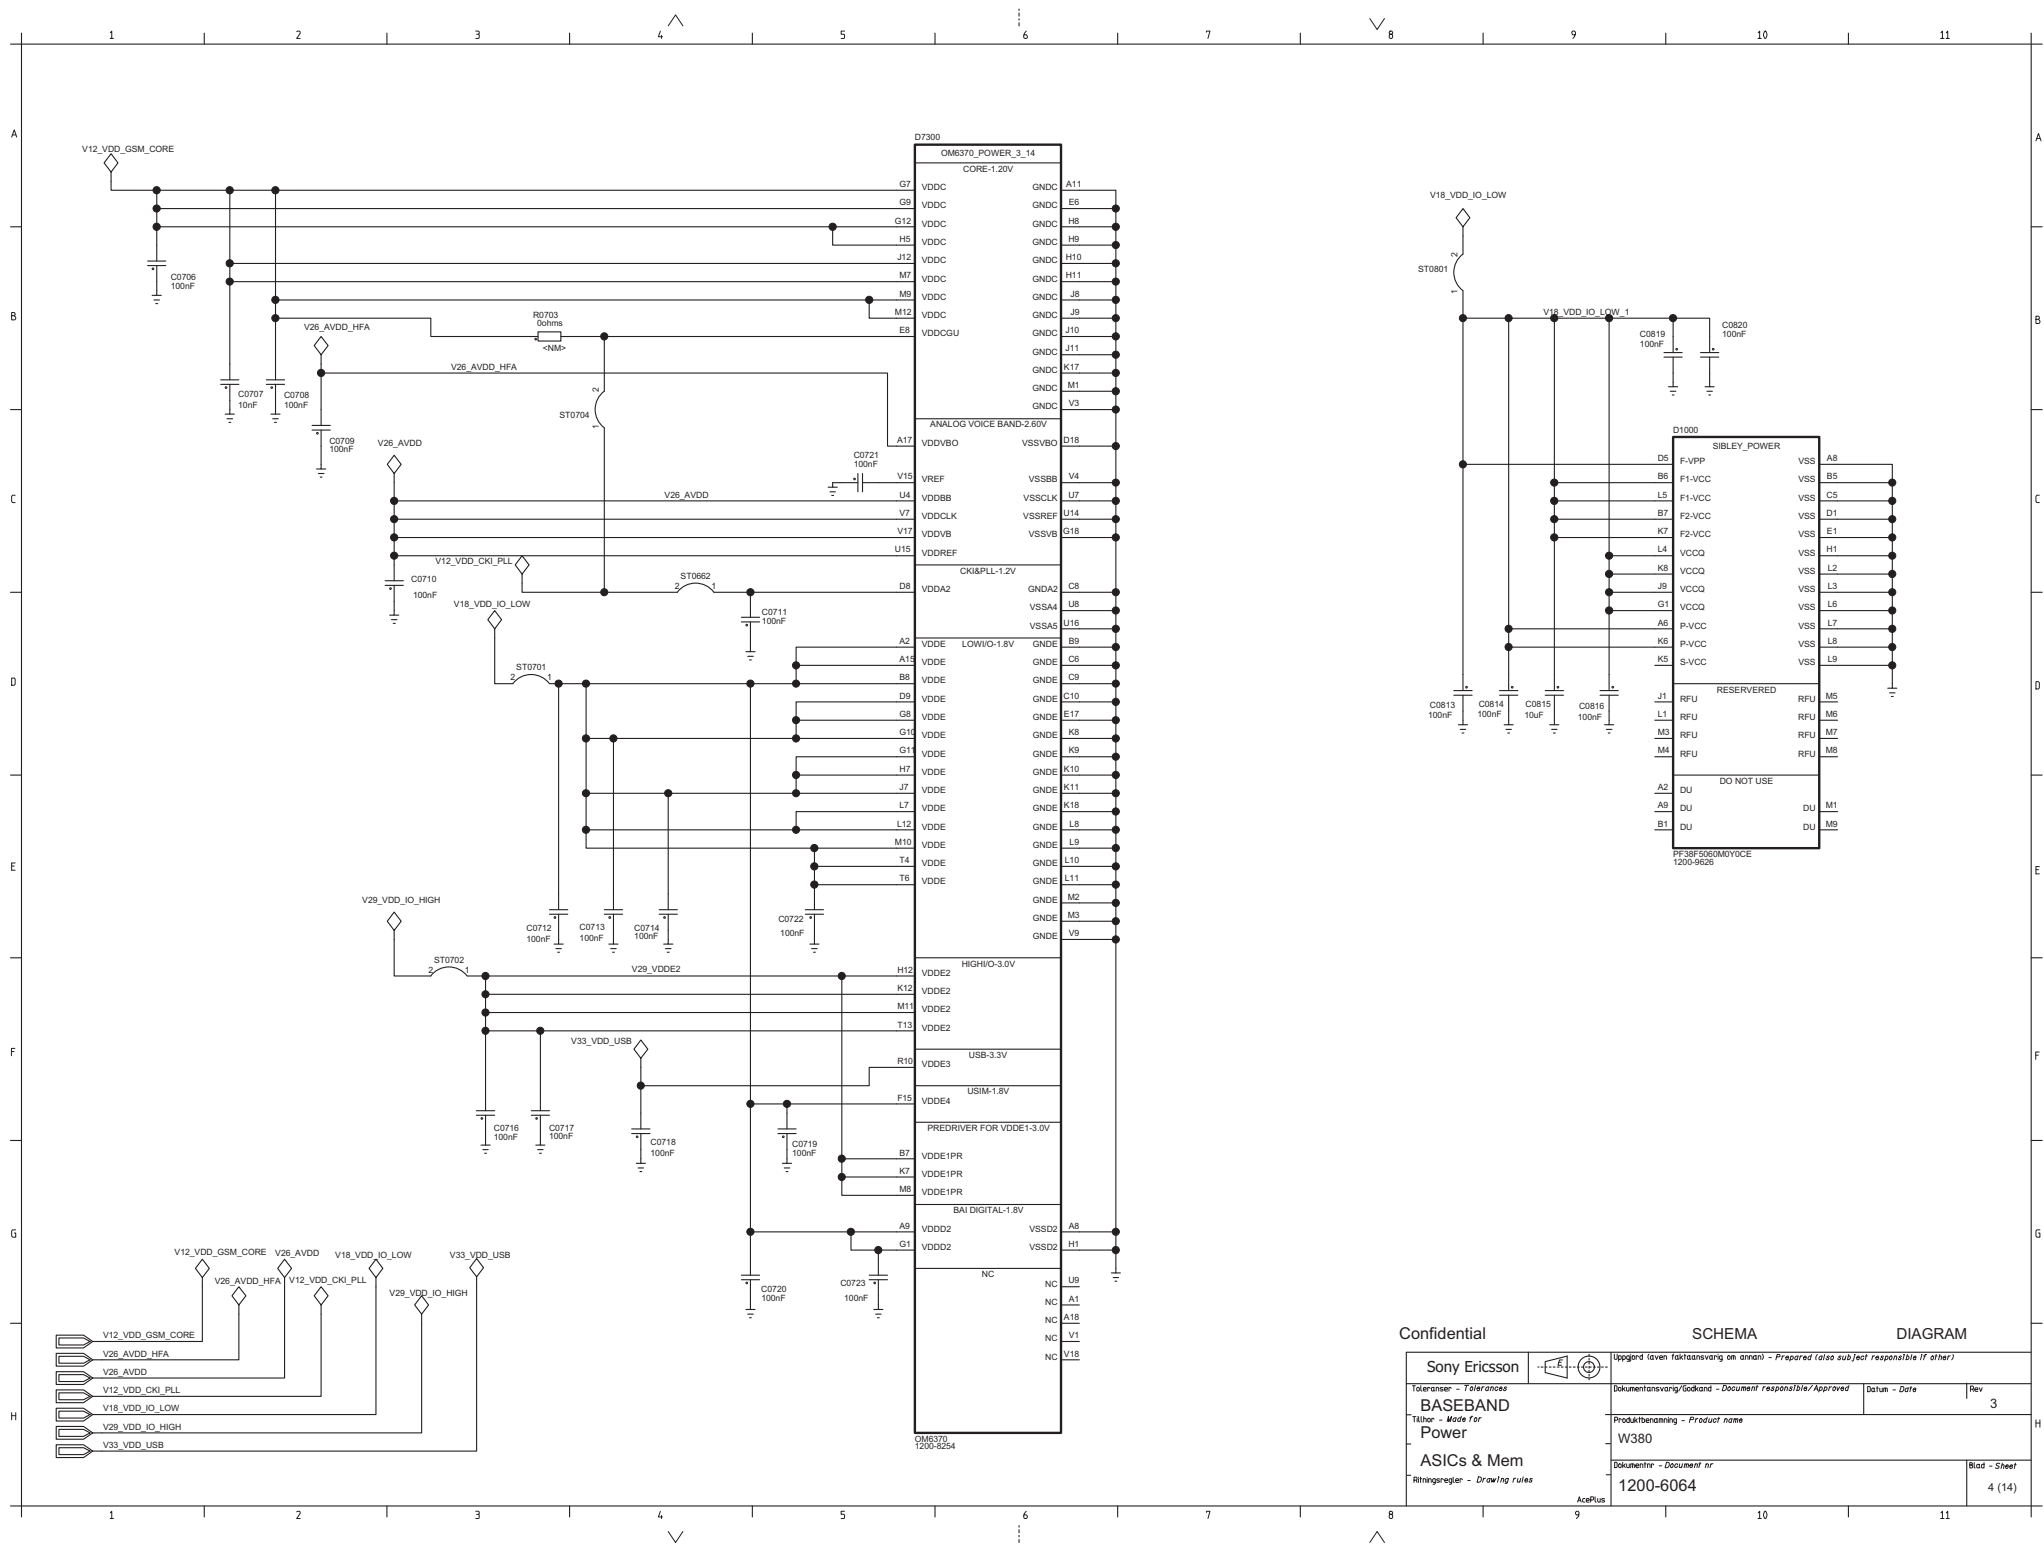 1 2 3 4 5 6 7 8 9 10 11
A A
B B
C C
D D
E E
F F
G G
H H
V12_VDD_GSM_CORE
C0706
100nF
V26_AVDD_HFA
R0703
0ohms
<NM>
V26_AVDD_HFA
C0707
10nF
C0708
100nF
C0709
100nF
ST0704
2
1
V26_AVDD
C0721
100nF
V26_AVDD
V12_VDD_CKI_PLL
C0710
100nF
ST0662
2 1
V18_VDD_IO_LOW
C0711
100nF
ST0701
2 1
V29_VDD_IO_HIGH
C0712
100nF
C0713
100nF
C0714
100nF
C0722
100nF
ST0702
2 1
V29_VDDE2
V33_VDD_USB
C0716
100nF
C0717
100nF
C0718
100nF
C0719
100nF
C0720
100nF
C0723
100nF
D7300
OM6370_POWER_3_14
CORE-1.20V
G7 VDDC GNDC A11
G9 VDDC GNDC E6
G12 VDDC GNDC H8
H5 VDDC GNDC H9
J12 VDDC GNDC H10
M7 VDDC GNDC H11
M9 VDDC GNDC J8
M12 VDDC GNDC J9
E8 VDDCGU GNDC J10
GNDC J11
GNDC K17
GNDC M1
GNDC V3
ANALOG VOICE BAND-2.60V
A17 VDDVBO VSSVBO D18
V15 VREF VSSBB V4
U4 VDDBB VSSCLK U7
V7 VDDCLK VSSREF U14
V17 VDDVB VSSVB G18
U15 VDDREF
CKI&PLL-1.2V
D8 VDDA2 GNDA2 C8
VSSA4 U8
VSSA5 U16
A2 VDDE LOWI/O-1.8V GNDE B9
A15 VDDE GNDE C6
B8 VDDE GNDE C9
D9 VDDE GNDE C10
G8 VDDE GNDE E17
G10 VDDE GNDE K8
G11 VDDE GNDE K9
H7 VDDE GNDE K10
J7 VDDE GNDE K11
L7 VDDE GNDE K18
L12 VDDE GNDE L8
M10 VDDE GNDE L9
T4 VDDE GNDE L10
T6 VDDE GNDE L11
GNDE M2
GNDE M3
GNDE V9
HIGHI/O-3.0V
H12 VDDE2
K12 VDDE2
M11 VDDE2
T13 VDDE2
USB-3.3V
R10 VDDE3
USIM-1.8V
F15 VDDE4
PREDRIVER FOR VDDE1-3.0V
B7 VDDE1PR
K7 VDDE1PR
M8 VDDE1PR
BAI DIGITAL-1.8V
A9 VDDD2 VSSD2 A8
G1 VDDD2 VSSD2 H1
NC
NC U9
NC A1
NC A18
NC V1
NC V18
OM6370
1200-8254
V18_VDD_IO_LOW
ST0801
2
1
V18_VDD_IO_LOW_1
C0819
100nF
C0820
100nF
D1000
SIBLEY_POWER
D5 F-VPP VSS A8
B6 F1-VCC VSS B5
L5 F1-VCC VSS C5
B7 F2-VCC VSS D1
K7 F2-VCC VSS E1
L4 VCCQ VSS H1
K8 VCCQ VSS L2
J9 VCCQ VSS L3
G1 VCCQ VSS L6
A6 P-VCC VSS L7
K6 P-VCC VSS L8
K5 S-VCC VSS L9
RESERVERED
J1 RFU RFU M5
L1 RFU RFU M6
M3 RFU RFU M7
M4 RFU RFU M8
DO NOT USE
A2 DU
A9 DU DU M1
B1 DU DU M9
PF38F5060M0Y0CE
1200-9626
C0813
100nF
C0814
100nF
C0815
10uF
C0816
100nF
V12_VDD_GSM_CORE V26_AVDD V18_VDD_IO_LOW V33_VDD_USB
V26_AVDD_HFA V12_VDD_CKI_PLL
V29_VDD_IO_HIGH
V12_VDD_GSM_CORE
V26_AVDD_HFA
V26_AVDD
V12_VDD_CKI_PLL
V18_VDD_IO_LOW
V29_VDD_IO_HIGH
V33_VDD_USB
Confidential SCHEMA DIAGRAM
Sony Ericsson E
Uppgjord (aven faktaansvarig om annan) - Prepared (also subject responsible if other)
Toleranser - Tolerances
BASEBAND
Dokumentansvarig/Godkand - Document responsible/Approved Datum - Date Rev
3
Tillhor - Made for
Power
Produktbenamning - Product name
W380
ASICs & Mem
Dokumentnr - Document nr
1200-6064
Blad - Sheet
4 (14)
Ritningsregler - Drawing rules
AcePlus
1 2 3 4 5 6 7 8 9 10 11